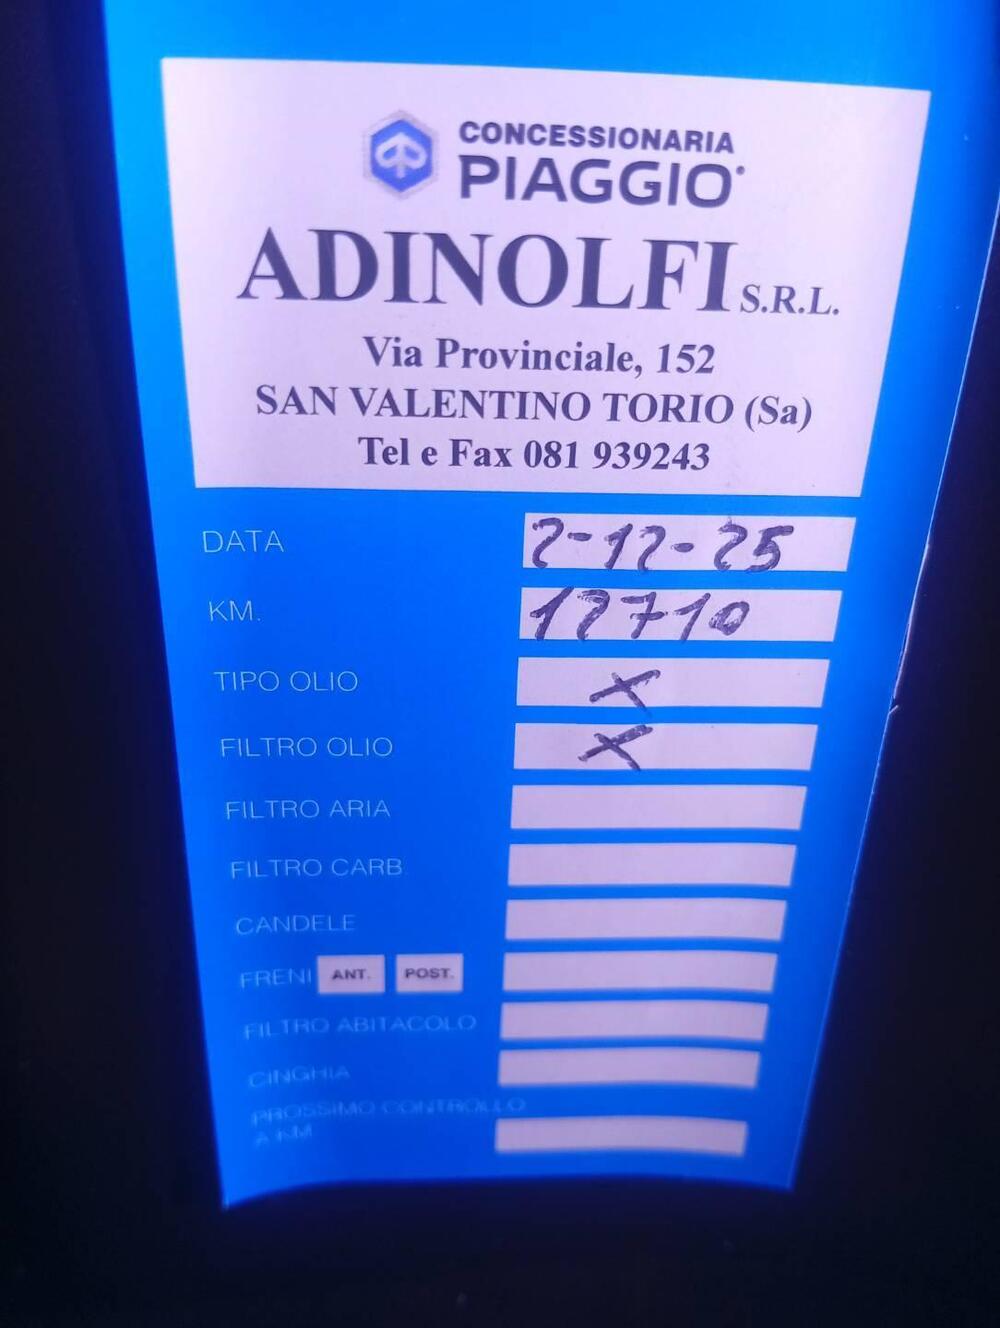 CONCESSIONARIA
PIAGGIO
ADINOLFI S.R.L.
Via Provinciale, 152
SAN VALENTINO TORIO (Sa)
Tel e Fax 081 939243
DATA 2-12-25
KM. 12710
TIPO OLIO X
FILTRO OLIO X
FILTRO ARIA
FILTRO CARB.
CANDELE
FRENI ANT. POST.
FILTRO ABITACOLO
CINGHIA
PROSSIMO CONTROLLO
A KM.